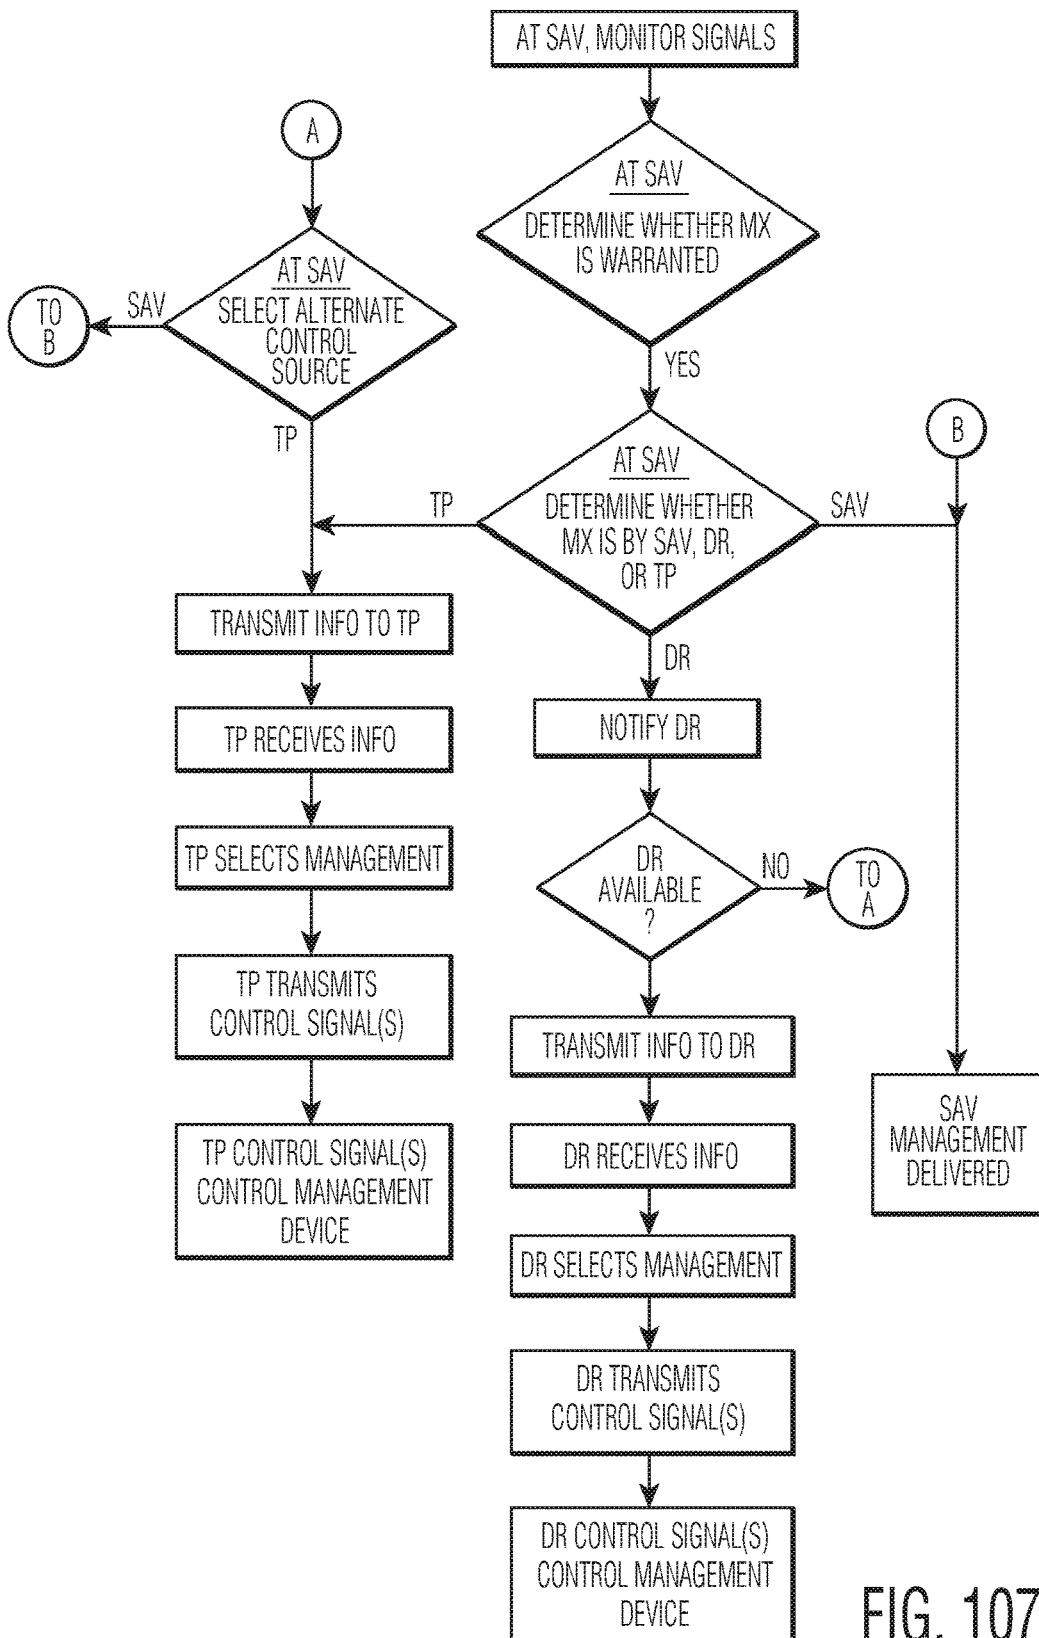 AT SAV, MONITOR SIGNALS
A
AT SAV
DETERMINE WHETHER MX
IS WARRANTED
AT SAV
SELECT ALTERNATE
CONTROL
SOURCE
SAV
TO
B
TP
YES
AT SAV
DETERMINE WHETHER
MX IS BY SAV, DR,
OR TP
TP
SAV
B
DR
TRANSMIT INFO TO TP
TP RECEIVES INFO
TP SELECTS MANAGEMENT
TP TRANSMITS
CONTROL SIGNAL(S)
TP CONTROL SIGNAL(S)
CONTROL MANAGEMENT
DEVICE
NOTIFY DR
DR
AVAILABLE
?
NO
TO
A
TRANSMIT INFO TO DR
DR RECEIVES INFO
DR SELECTS MANAGEMENT
DR TRANSMITS
CONTROL SIGNAL(S)
DR CONTROL SIGNAL(S)
CONTROL MANAGEMENT
DEVICE
SAV
MANAGEMENT
DELIVERED
FIG. 107